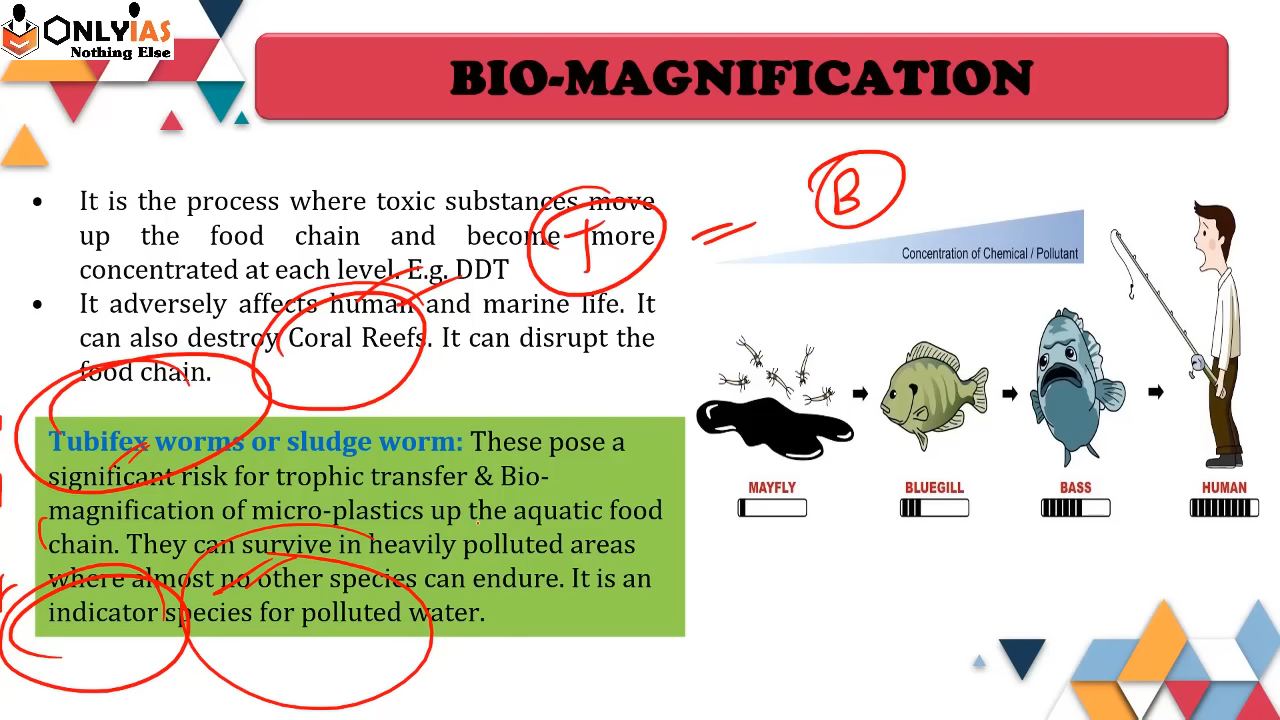 ONLYIAS
Nothing Else
BIO-MAGNIFICATION
• It is the process where toxic substances move
up the food chain and become more
concentrated at each level. E.g. DDT
• It adversely affects human and marine life. It
can also destroy Coral Reefs. It can disrupt the
food chain.
T = B
Concentration of Chemical / Pollutant
Tubifex worms or sludge worm: These pose a
significant risk for trophic transfer & Bio-
magnification of micro-plastics up the aquatic food
chain. They can survive in heavily polluted areas
where almost no other species can endure. It is an
indicator species for polluted water.
MAYFLY
BLUEGILL
BASS
HUMAN